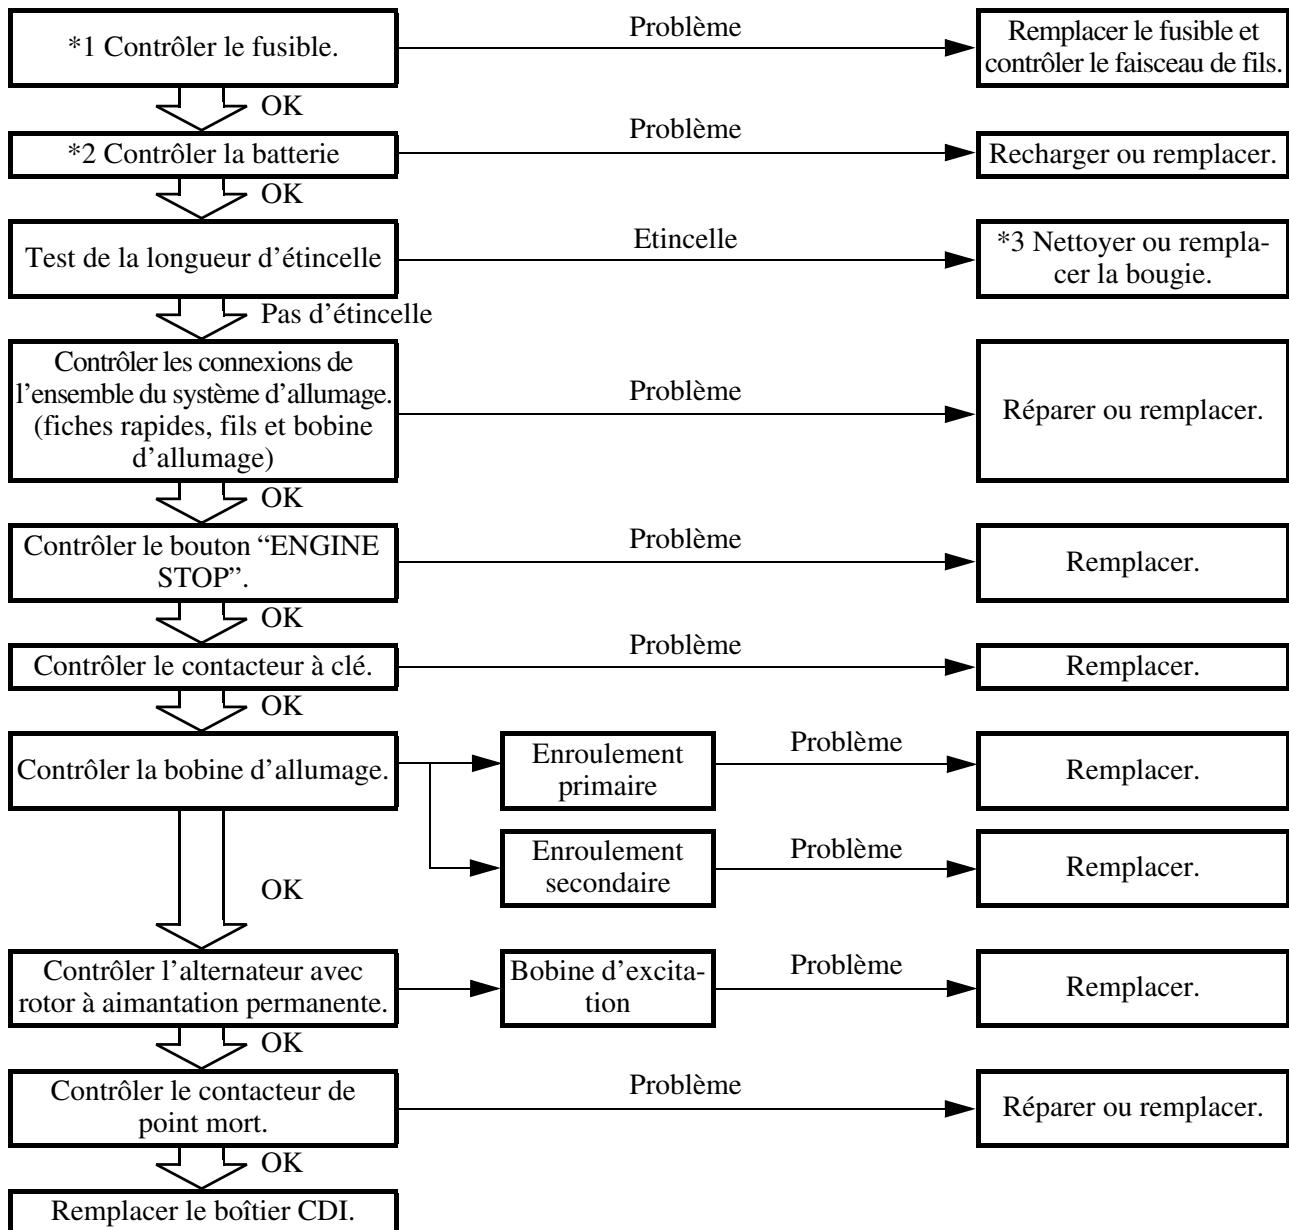 *1 Contrôler le fusible.
Problème
Remplacer le fusible et
contrôler le faisceau de fils.
OK
*2 Contrôler la batterie
Problème
Recharger ou remplacer.
OK
Test de la longueur d’étincelle
Etincelle
*3 Nettoyer ou rempla-
cer la bougie.
Pas d’étincelle
Contrôler les connexions de
l’ensemble du système d’allumage.
(fiches rapides, fils et bobine
d’allumage)
Problème
Réparer ou remplacer.
OK
Contrôler le bouton “ENGINE
STOP”.
Problème
Remplacer.
OK
Contrôler le contacteur à clé.
Problème
Remplacer.
OK
Contrôler la bobine d’allumage.
Enroulement
primaire
Problème
Remplacer.
Enroulement
secondaire
Problème
Remplacer.
OK
Contrôler l’alternateur avec
rotor à aimantation permanente.
Bobine d’excita-
tion
Problème
Remplacer.
OK
Contrôler le contacteur de
point mort.
Problème
Réparer ou remplacer.
OK
Remplacer le boîtier CDI.